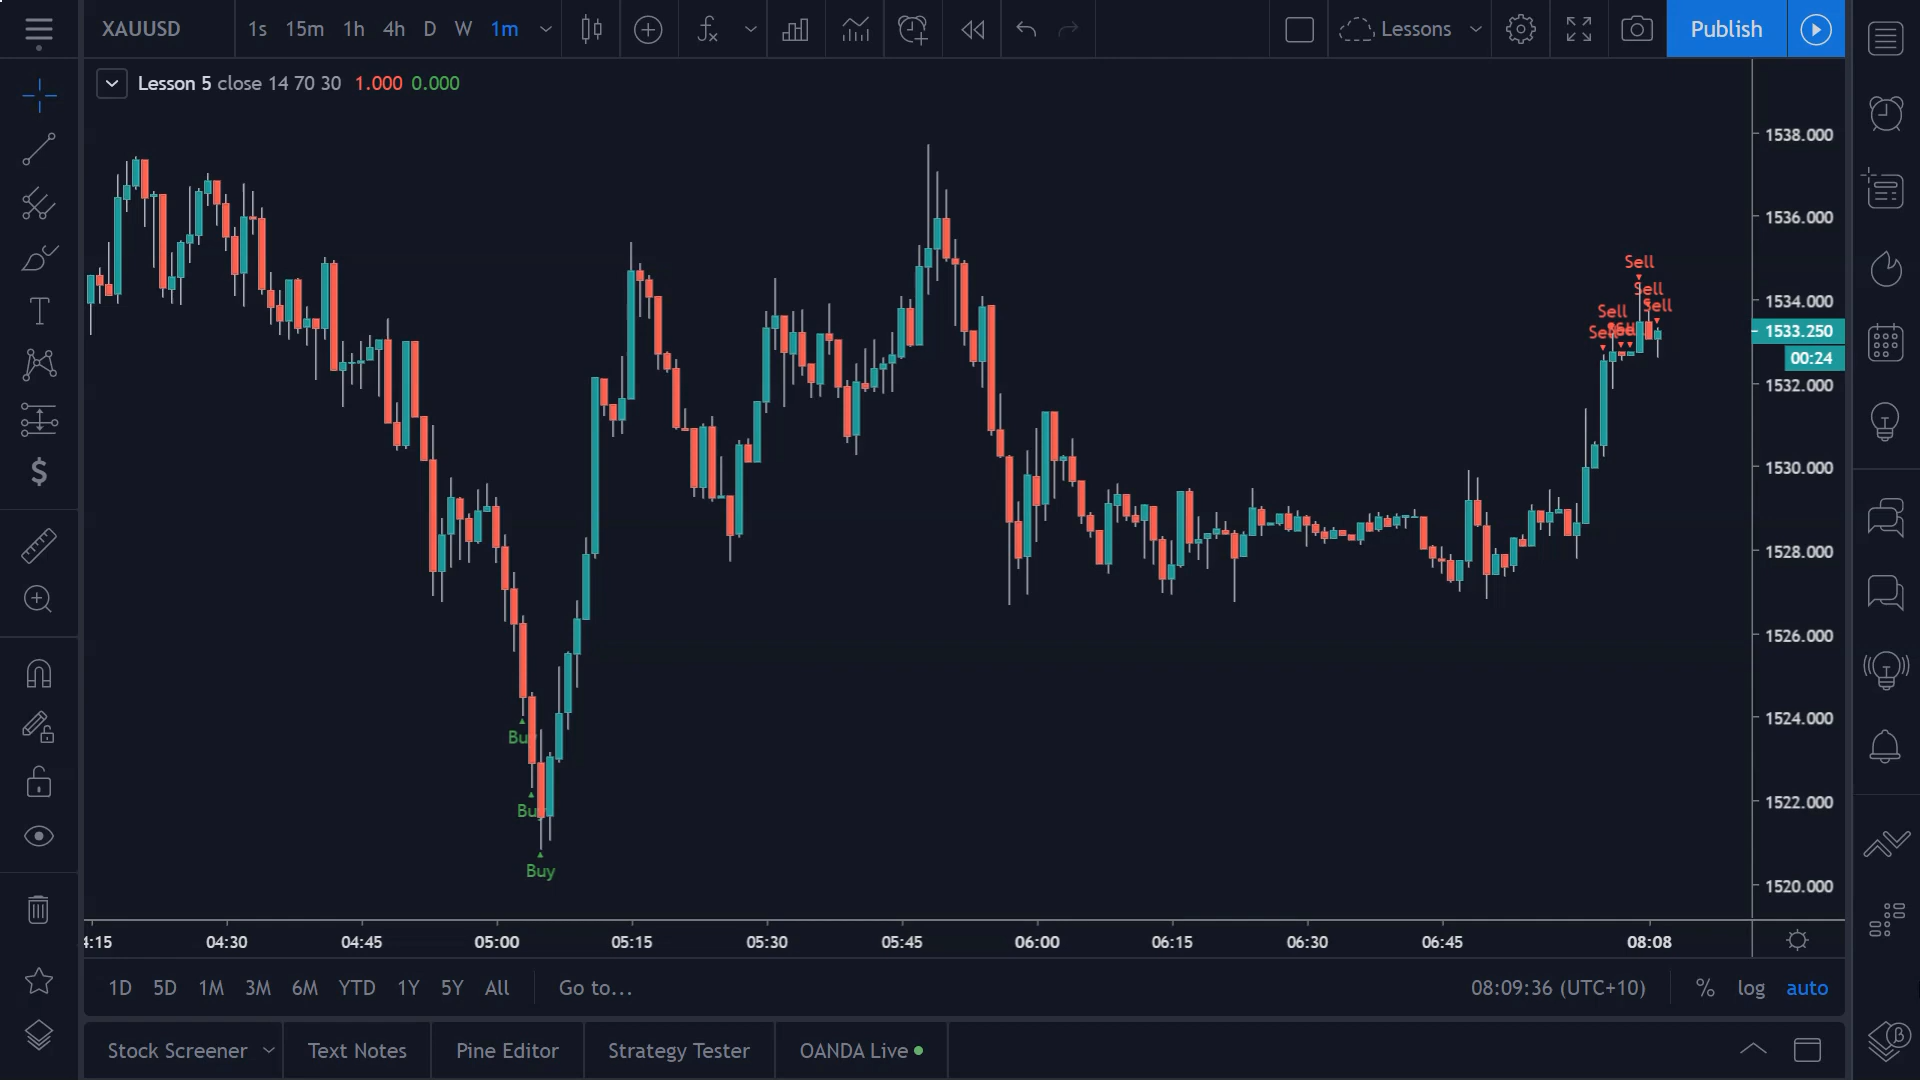 XAUUSD 1s 15m 1h 4h D W 1m Lessons Publish
Lesson 5 close 14 70 30 1.000 0.000
1538.000
1536.000
1534.000
1533.250
00:24
1532.000
1530.000
1528.000
1526.000
1524.000
1522.000
1520.000
Sell
Sell
Sell
Sell
Buy
Buy
Buy
4:15 04:30 04:45 05:00 05:15 05:30 05:45 06:00 06:15 06:30 06:45 08:08
1D 5D 1M 3M 6M YTD 1Y 5Y All Go to... 08:09:36 (UTC+10) % log auto
Stock Screener Text Notes Pine Editor Strategy Tester OANDA Live